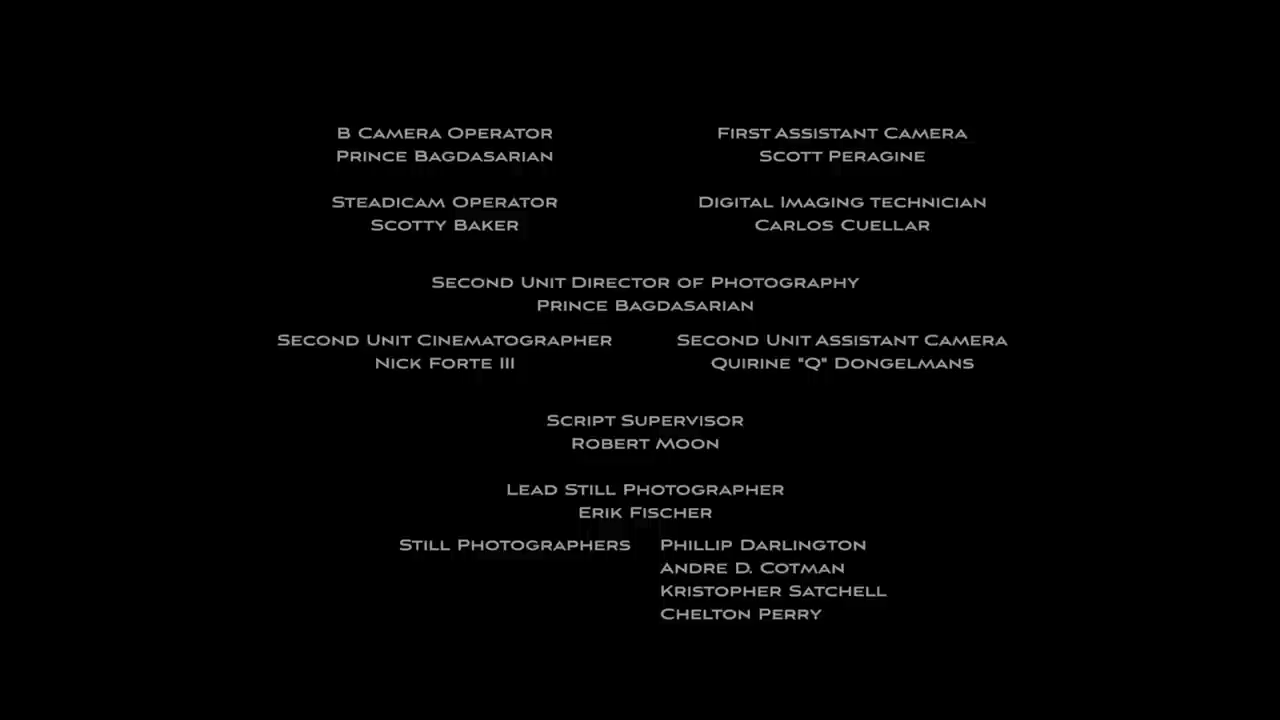 B Camera Operator
Prince Bagdasarian
First Assistant Camera
Scott Peragine
Steadicam Operator
Scotty Baker
Digital Imaging technician
Carlos Cuellar
Second Unit Director of Photography
Prince Bagdasarian
Second Unit Cinematographer
Nick Forte III
Second Unit Assistant Camera
Quirine "Q" Dongelmans
Script Supervisor
Robert Moon
Lead Still Photographer
Erik Fischer
Still Photographers
Phillip Darlington
Andre D. Cotman
Kristopher Satchell
Chelton Perry